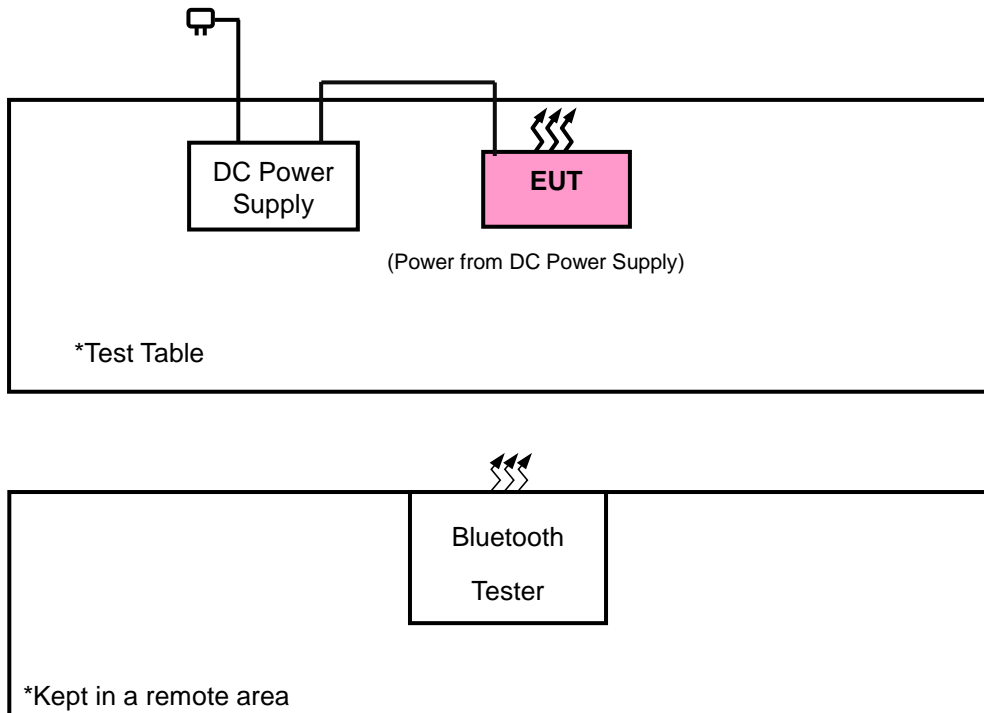 DC Power
Supply
EUT
(Power from DC Power Supply)
*Test Table
Bluetooth
Tester
*Kept in a remote area